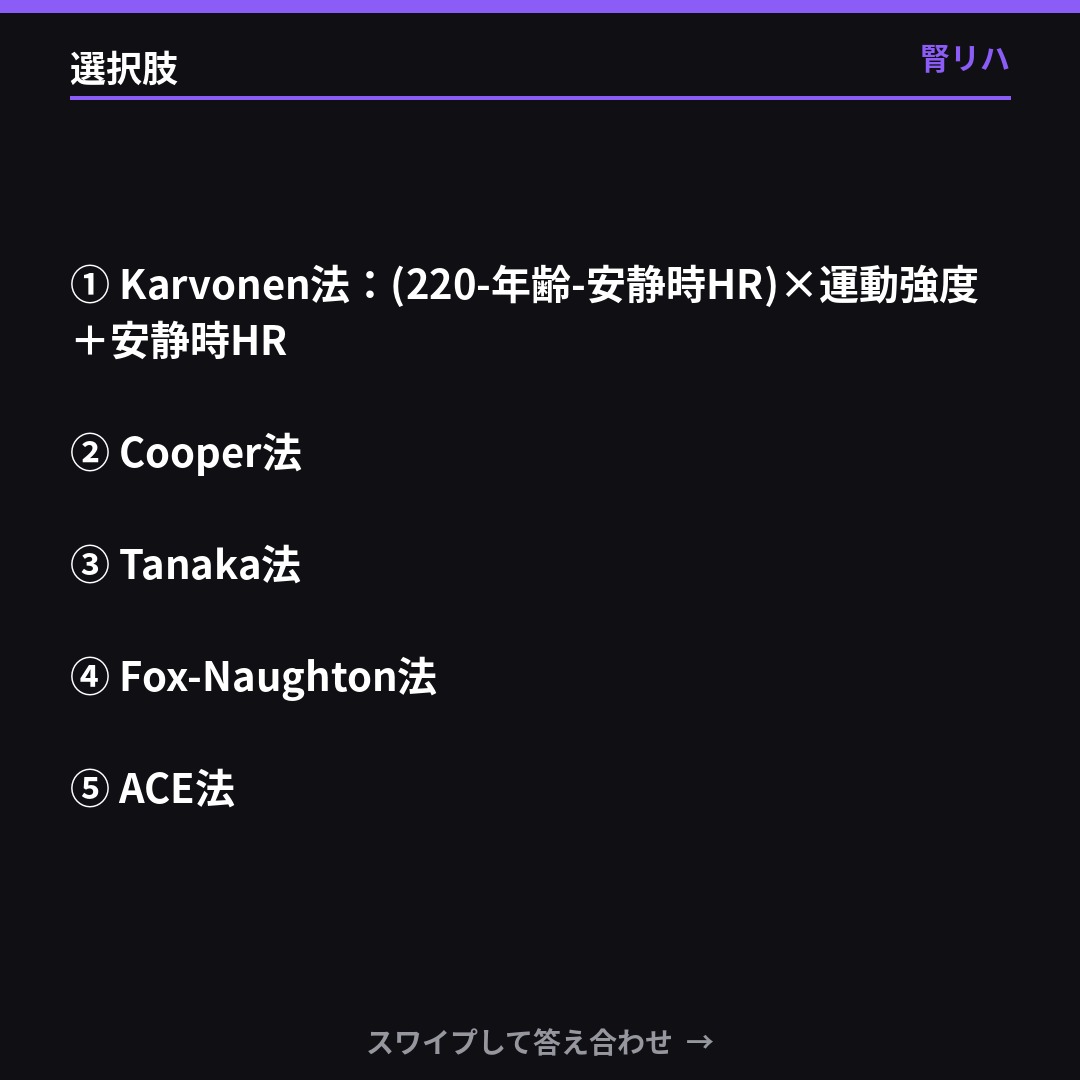 選択肢
腎リハ
① Karvonen法：(220-年齢-安静時HR)×運動強度
＋安静時HR
② Cooper法
③ Tanaka法
④ Fox-Naughton法
⑤ ACE法
スワイプして答え合わせ →